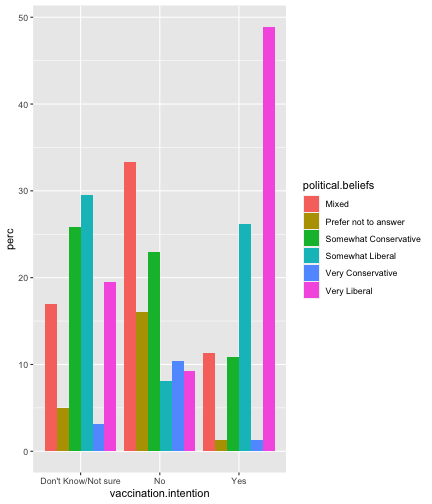 50
40
30
20
10
0
perc
Don't Know/Not sure
No
Yes
vaccination.intention
political.beliefs
Mixed
Prefer not to answer
Somewhat Conservative
Somewhat Liberal
Very Conservative
Very Liberal